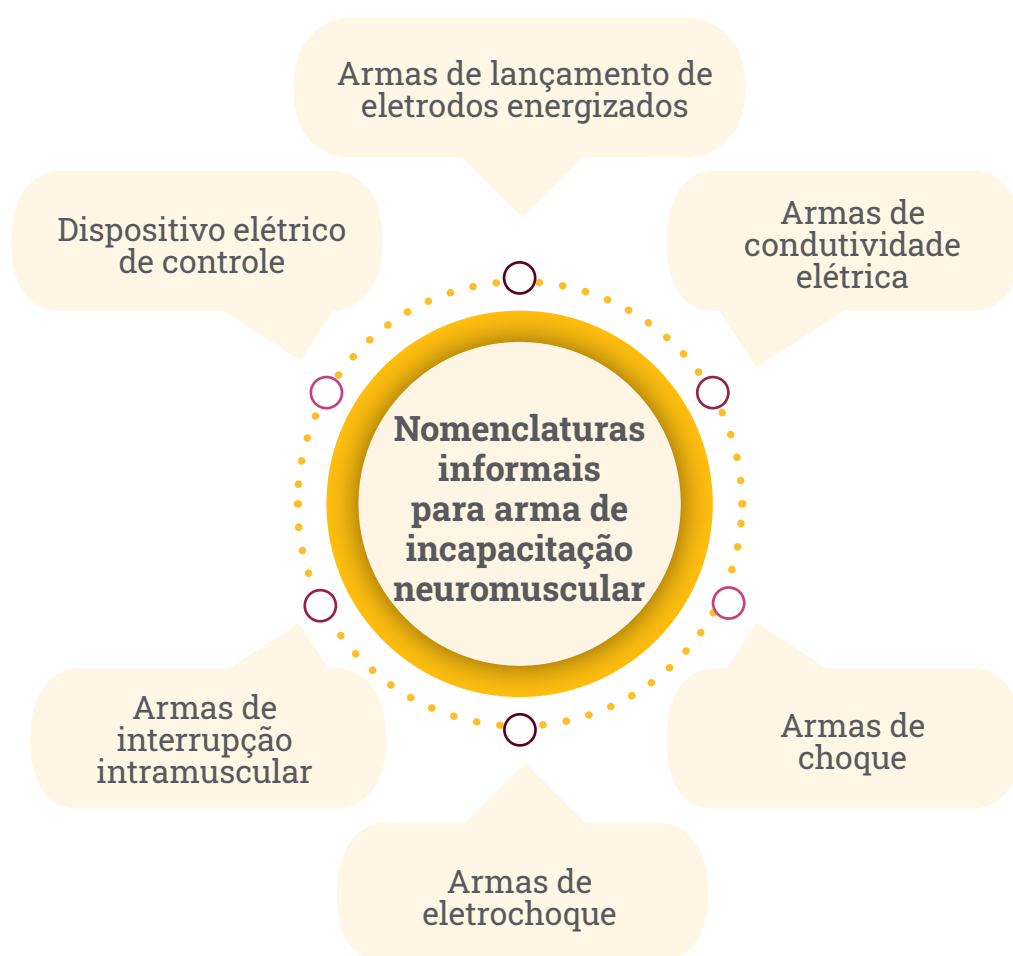 Armas de lançamento de
eletrodos energizados
Dispositivo elétrico
de controle
Armas de
condutividade
elétrica
Nomenclaturas
informais
para arma de
incapacitação
neuromuscular
Armas de
interrupção
intramuscular
Armas de
choque
Armas de
eletrochoque